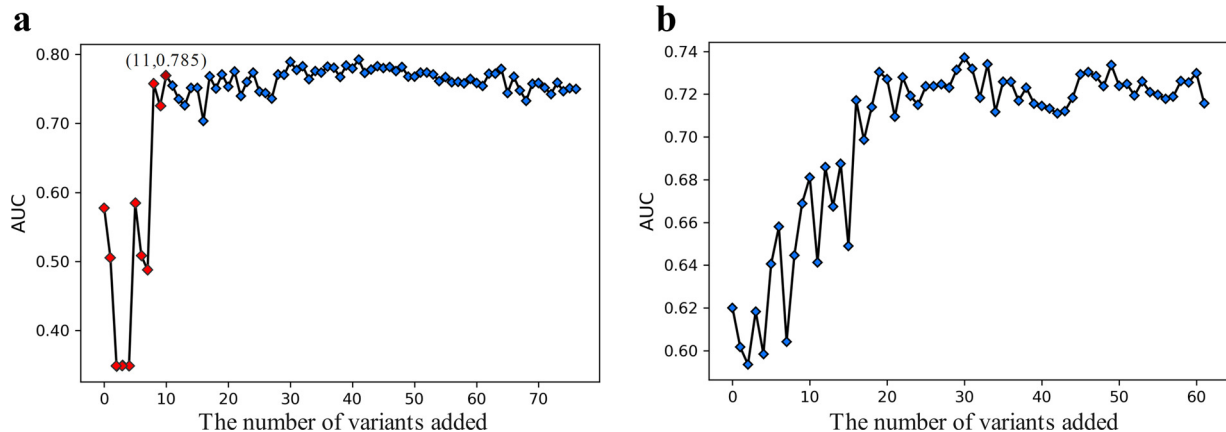 a
(11,0.785)
AUC
0.80
0.70
0.60
0.50
0.40
0 10 20 30 40 50 60 70
The number of variants added
b
AUC
0.74
0.72
0.70
0.68
0.66
0.64
0.62
0.60
0 10 20 30 40 50 60
The number of variants added